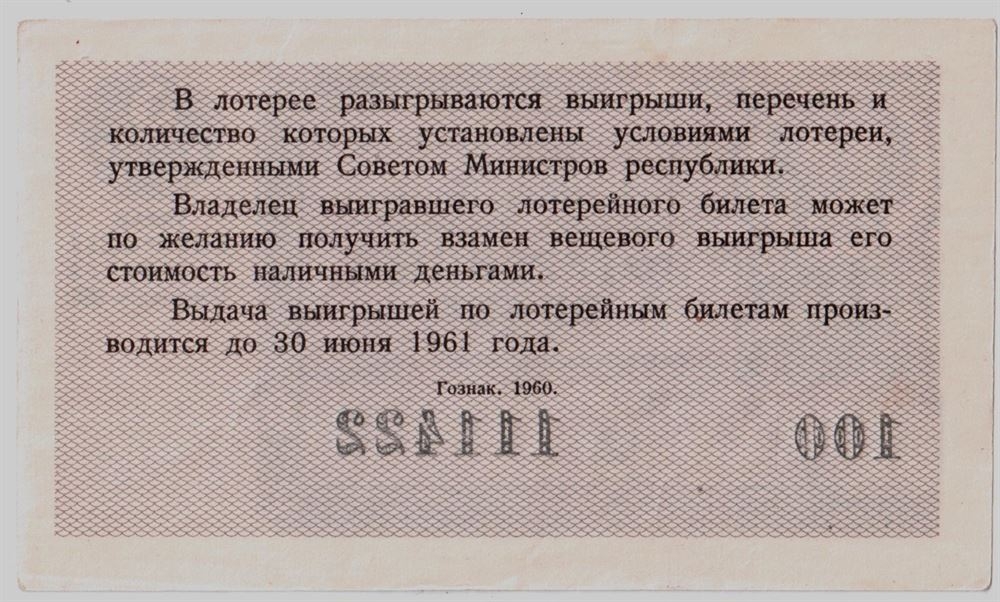 В лотерее разыгрываются выигрыши, перечень и
количество которых установлены условиями лотереи,
утвержденными Советом Министров республики.
Владелец выигравшего лотерейного билета может
по желанию получить взамен вещевого выигрыша его
стоимость наличными деньгами.
Выдача выигрышей по лотерейным билетам произ-
водится до 30 июня 1961 года.
Гознак. 1960.
111422 100